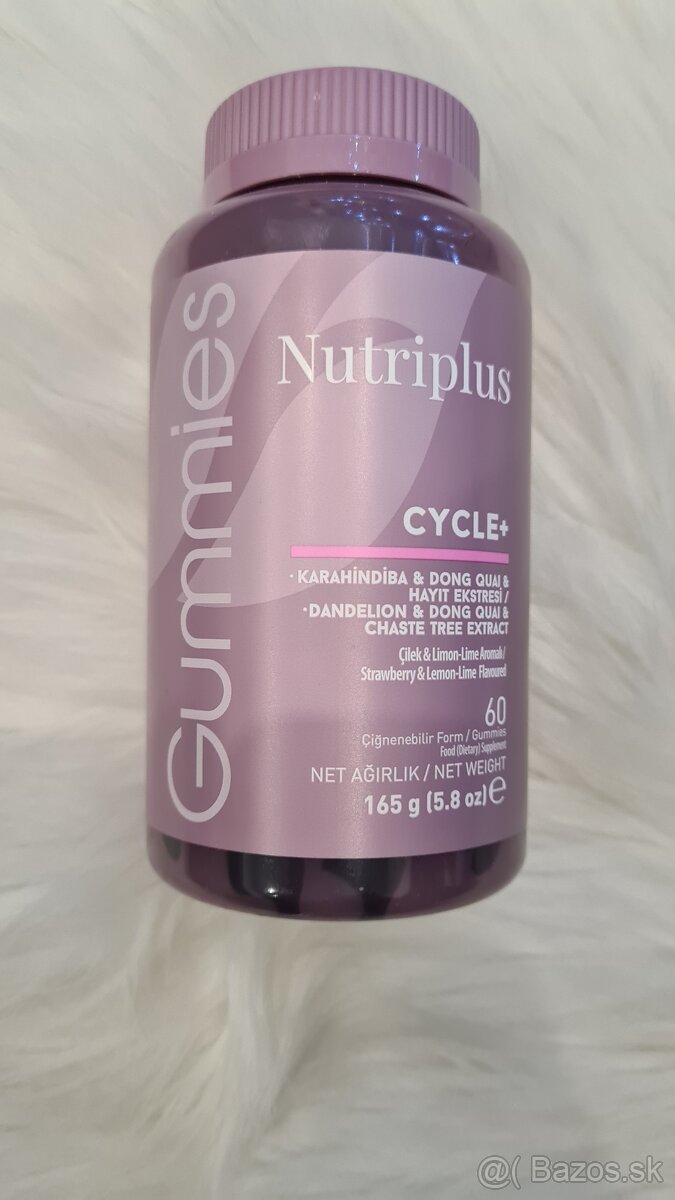 Gummies
Nutriplus
CYCLE+
· KARAHİNDİBA & DONG QUAI &
HAYIT EKSTRESİ /
· DANDELION & DONG QUAI &
CHASTE TREE EXTRACT
Çilek & Limon-Lime Aromalı/
Strawberry & Lemon-Lime Flavoured
60
Çiğnenebilir Form / Gummies
Food (Dietary) Supplement
NET AĞIRLIK / NET WEIGHT
165 g (5.8 oz) e
@( Bazos.sk